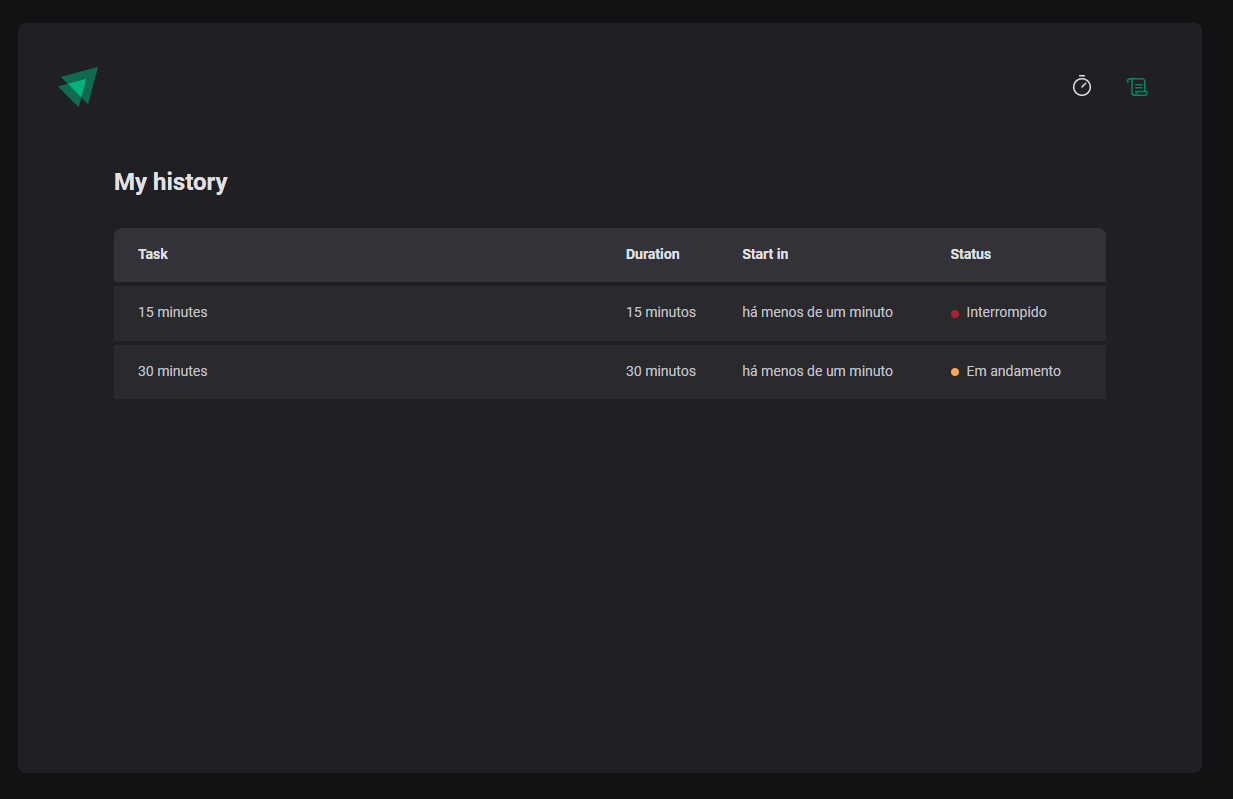 My history
Task Duration Start in Status
15 minutes 15 minutos há menos de um minuto Interrompido
30 minutes 30 minutos há menos de um minuto Em andamento